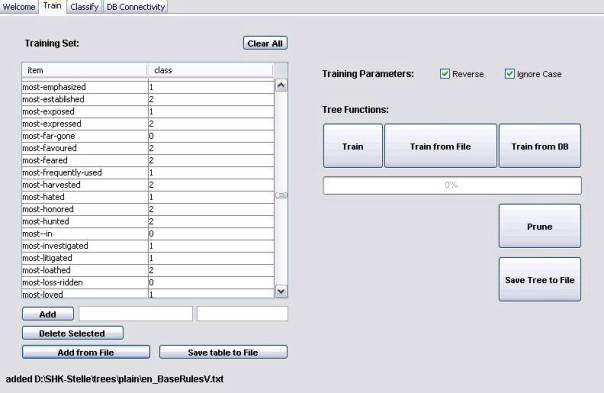 Welcome Train Classify DB Connectivity
Training Set: Clear All
item class
most-emphasized 1
most-established 2
most-exposed 1
most-expressed 2
most-far-gone 0
most-favoured 2
most-feared 2
most-frequently-used 1
most-harvested 2
most-hated 1
most-honored 2
most-hunted 2
most--in 0
most-investigated 1
most-litigated 1
most-loathed 2
most-loss-ridden 0
most-loved 1
Add
Delete Selected
Add from File Save table to File
added D:\SHK-Stelle\trees\plain\en_BaseRulesV.txt
Training Parameters: Reverse Ignore Case
Tree Functions:
Train Train from File Train from DB
0%
Prune
Save Tree to File